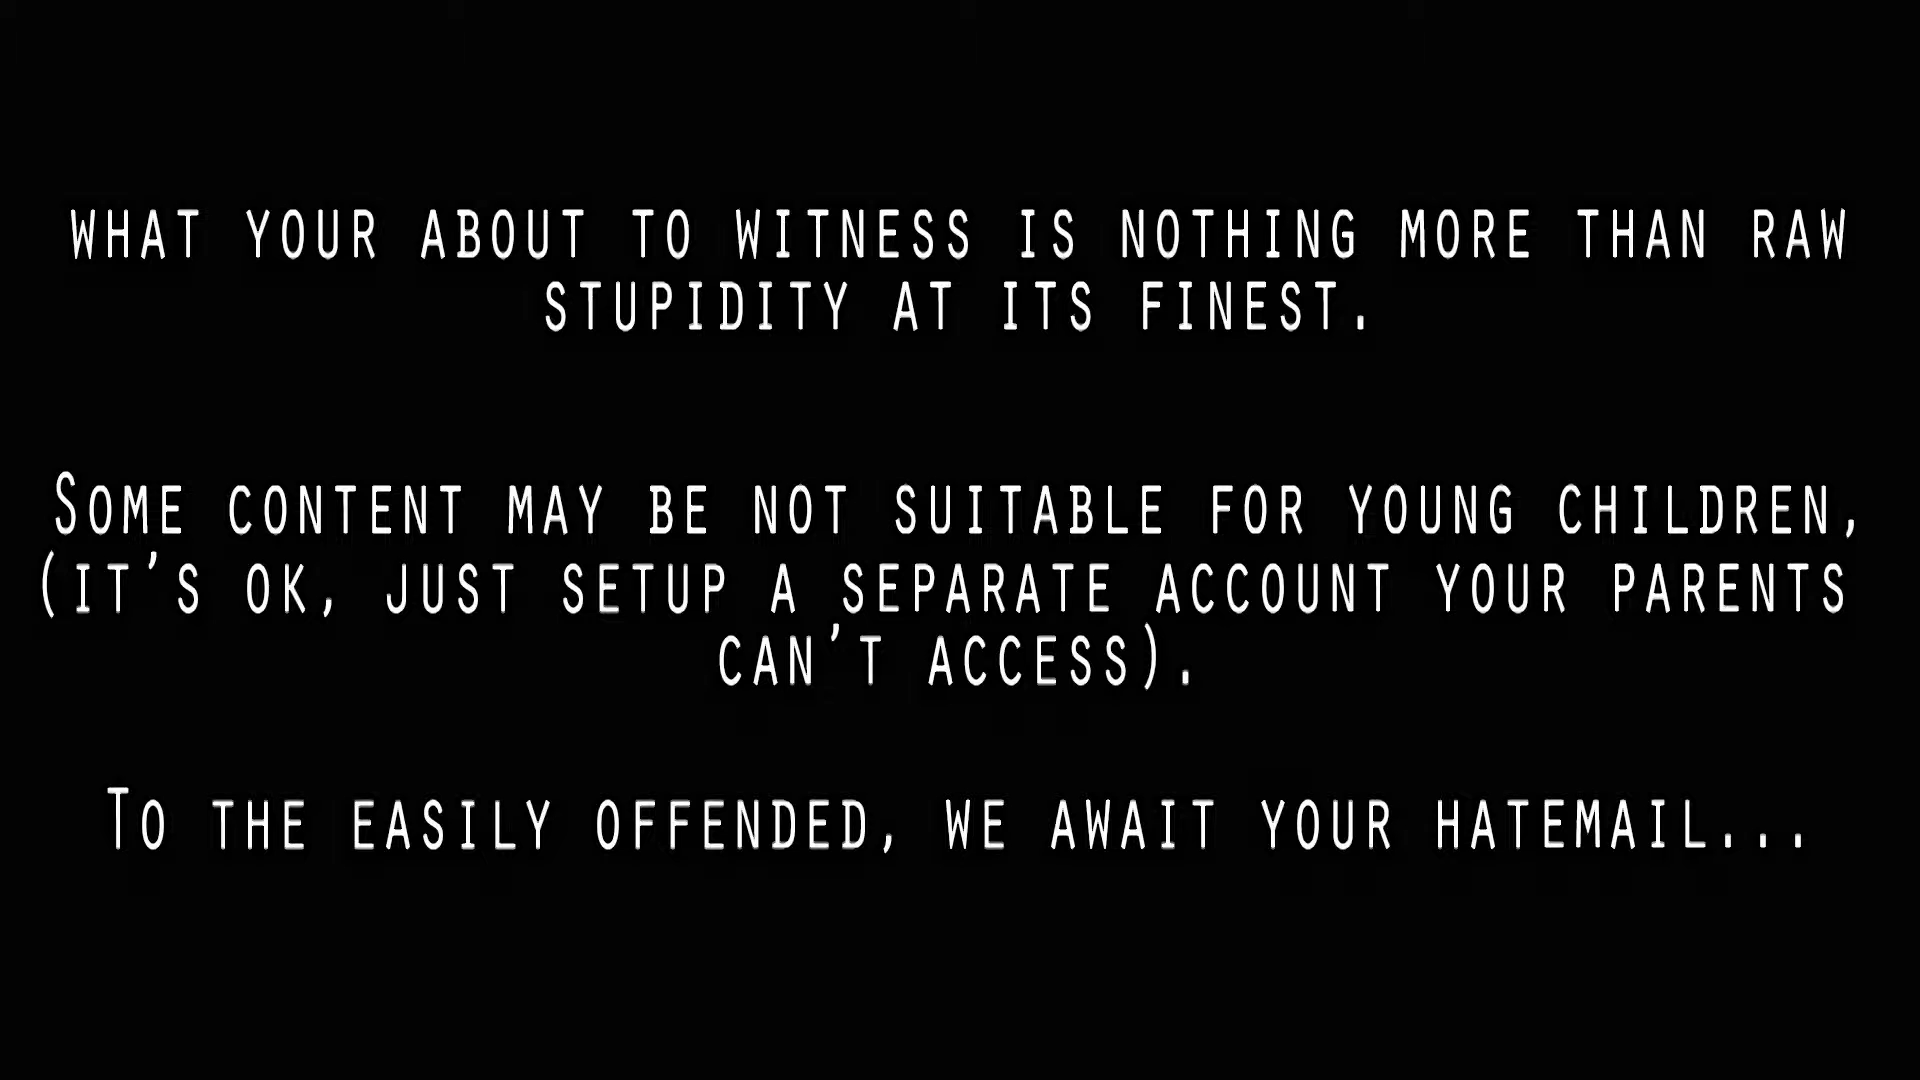 WHAT YOUR ABOUT TO WITNESS IS NOTHING MORE THAN RAW
STUPIDITY AT ITS FINEST.
SOME CONTENT MAY BE NOT SUITABLE FOR YOUNG CHILDREN,
(IT'S OK, JUST SETUP A SEPARATE ACCOUNT YOUR PARENTS
CAN'T ACCESS).
TO THE EASILY OFFENDED, WE AWAIT YOUR HATEMAIL...